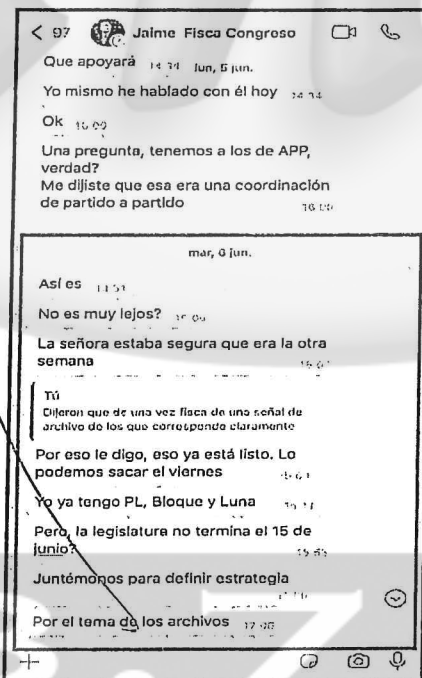 97 Jaime Fisca Congreso
Que apoyará
lun, 5 jun.
Yo mismo he hablado con él hoy
Ok
Una pregunta, tenemos a los de APP,
verdad?
Me dijiste que esa era una coordinación
de partido a partido
mar, 6 jun.
Así es
No es muy lejos?
La señora estaba segura que era la otra
semana
Tú
Dijeron que de una vez fisca de una señal de
archivo de los que corresponde claramente
Por eso le digo, eso ya está listo. Lo
podemos sacar el viernes
Yo ya tengo PL, Bloque y Luna
Pero, la legislatura no termina el 15 de
junio?
Juntémonos para definir estrategia
Por el tema de los archivos